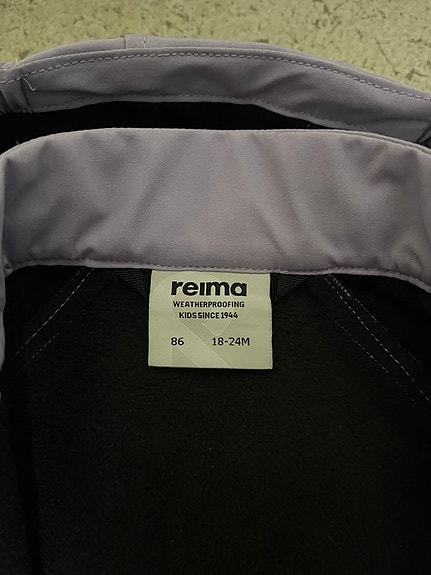 reima
WEATHERPROOFING
KIDS SINCE 1944
86 18-24M